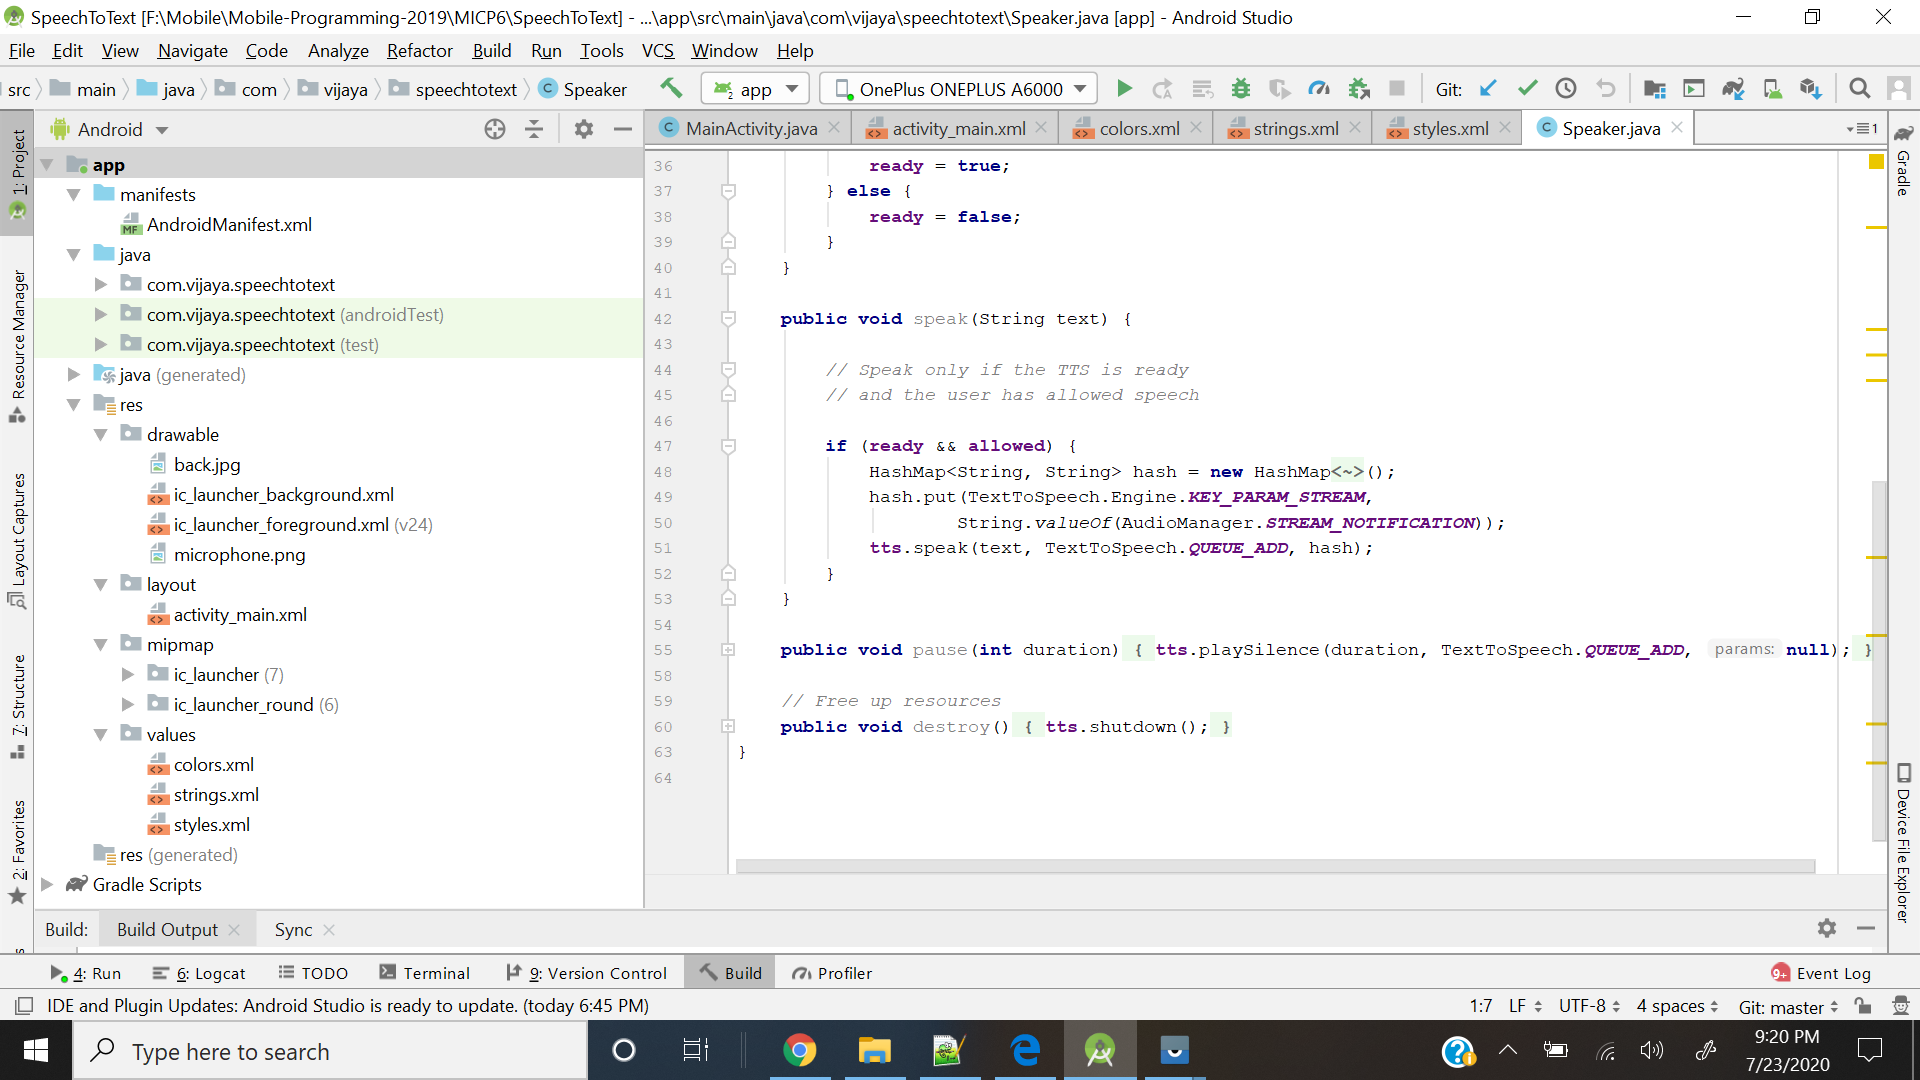 SpeechToText [F:\Mobile\Mobile-Programming-2019\MICP6\SpeechToText] - ...\app\src\main\java\com\vijaya\speechtotext\Speaker.java [app] - Android Studio
File Edit View Navigate Code Analyze Refactor Build Run Tools VCS Window Help
src main java com vijaya speechtotext Speaker app OnePlus ONEPLUS A6000 Git:
Android
MainActivity.java activity_main.xml colors.xml strings.xml styles.xml Speaker.java 1
1: Project
Resource Manager
Layout Captures
7: Structure
2: Favorites
app
manifests
AndroidManifest.xml
java
com.vijaya.speechtotext
com.vijaya.speechtotext (androidTest)
com.vijaya.speechtotext (test)
java (generated)
res
drawable
back.jpg
ic_launcher_background.xml
ic_launcher_foreground.xml (v24)
microphone.png
layout
activity_main.xml
mipmap
ic_launcher (7)
ic_launcher_round (6)
values
colors.xml
strings.xml
styles.xml
res (generated)
Gradle Scripts
36 ready = true;
37 } else {
38 ready = false;
39 }
40 }
41
42 public void speak(String text) {
43
44 // Speak only if the TTS is ready
45 // and the user has allowed speech
46
47 if (ready && allowed) {
48 HashMap<String, String> hash = new HashMap<~>();
49 hash.put(TextToSpeech.Engine.KEY_PARAM_STREAM,
50 String.valueOf(AudioManager.STREAM_NOTIFICATION));
51 tts.speak(text, TextToSpeech.QUEUE_ADD, hash);
52 }
53 }
54
55 public void pause(int duration) { tts.playSilence(duration, TextToSpeech.QUEUE_ADD, params: null); }
58
59 // Free up resources
60 public void destroy() { tts.shutdown(); }
63 }
64
Gradle
Device File Explorer
Build: Build Output Sync
4: Run 6: Logcat TODO Terminal 9: Version Control Build Profiler 9+ Event Log
IDE and Plugin Updates: Android Studio is ready to update. (today 6:45 PM) 1:7 LF UTF-8 4 spaces Git: master
Type here to search
9:20 PM
7/23/2020